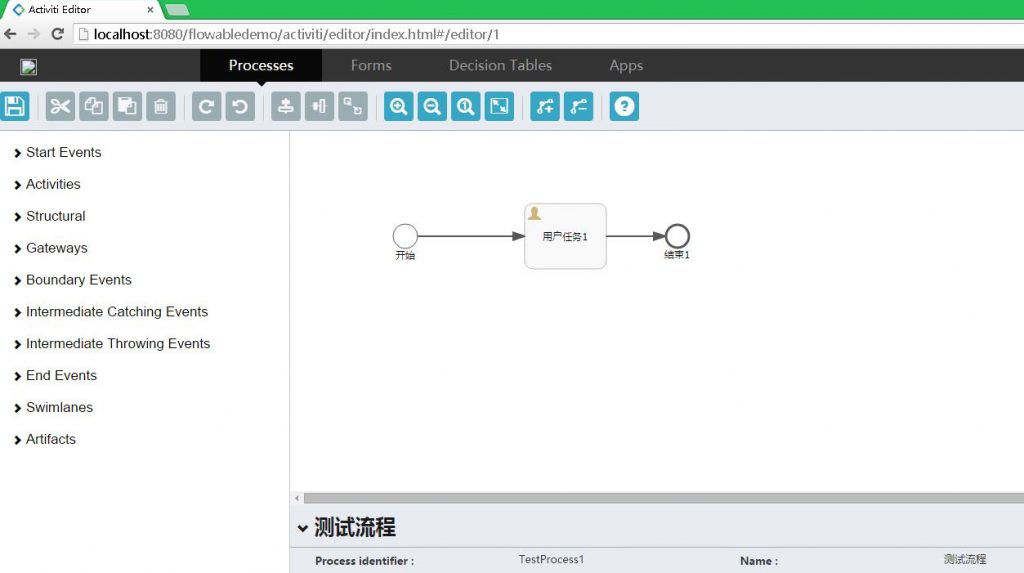 Activiti Editor
localhost:8080/flowabledemo/activiti/editor/index.html#/editor/1
Processes Forms Decision Tables Apps
Start Events
Activities
Structural
Gateways
Boundary Events
Intermediate Catching Events
Intermediate Throwing Events
End Events
Swimlanes
Artifacts
用户任务1
开始
结束1
测试流程
Process identifier : TestProcess1 Name : 测试流程